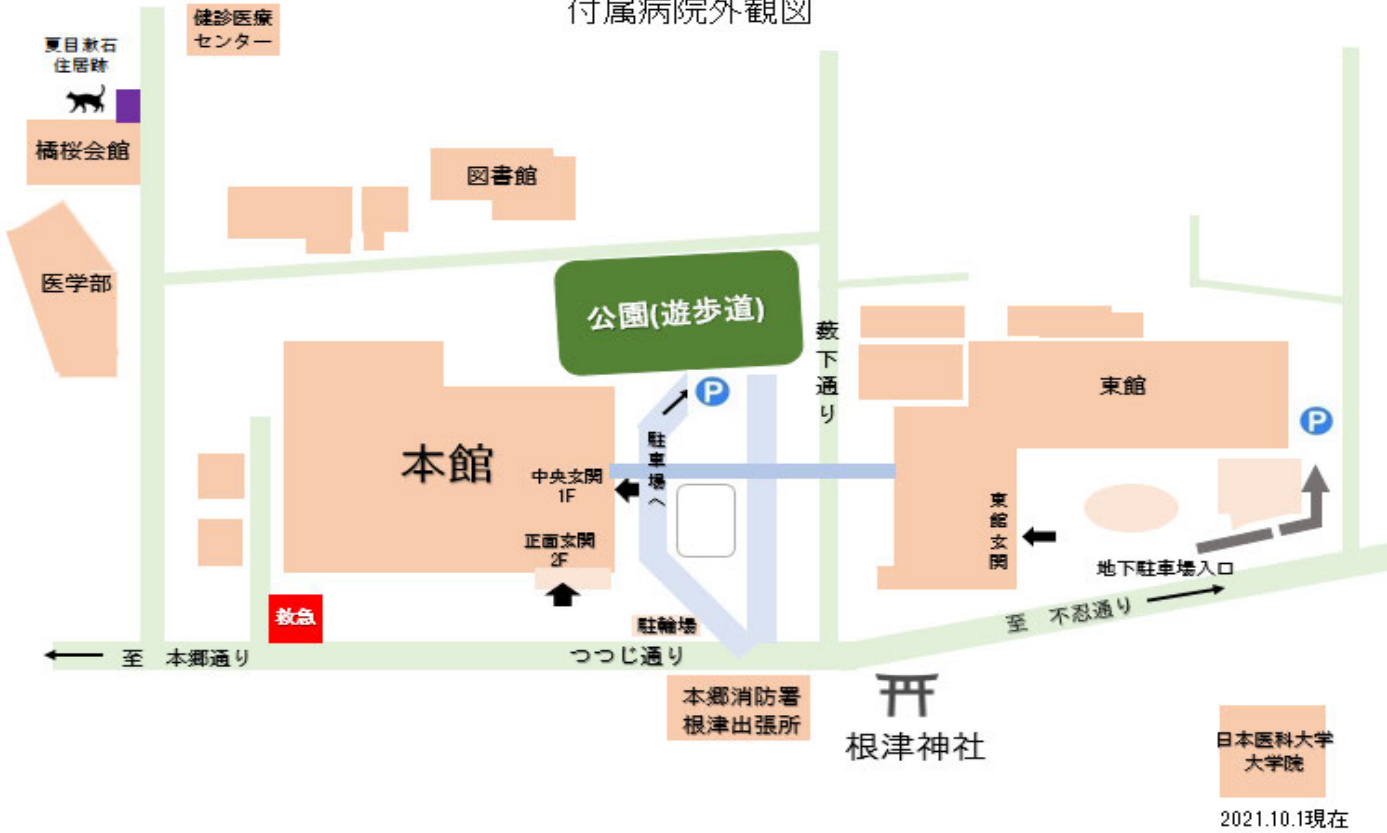 付属病院外観図
健診医療
センター
夏目漱石
住居跡
橘桜会館
図書館
医学部
公園(遊歩道)
薮下通り
東館
P
P
本館
駐車場へ
中央玄関
1F
正面玄関
2F
東館玄関
地下駐車場入口
救急
駐輪場
至 不忍通り
至 本郷通り
つつじ通り
本郷消防署
根津出張所
根津神社
日本医科大学
大学院
2021.10.1現在